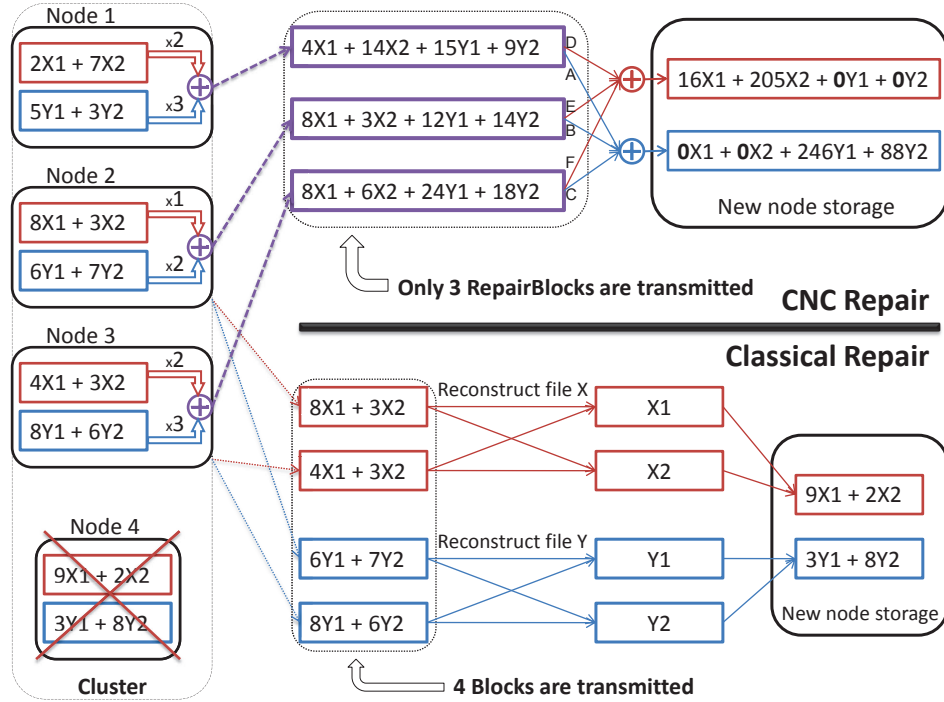 Node 1
2X1 + 7X2
x2
5Y1 + 3Y2
x3
Node 2
8X1 + 3X2
x1
6Y1 + 7Y2
x2
Node 3
4X1 + 3X2
x2
8Y1 + 6Y2
x3
Node 4
9X1 + 2X2
3Y1 + 8Y2
Cluster
4X1 + 14X2 + 15Y1 + 9Y2
D
A
8X1 + 3X2 + 12Y1 + 14Y2
E
B
8X1 + 6X2 + 24Y1 + 18Y2
F
C
16X1 + 205X2 + 0Y1 + 0Y2
0X1 + 0X2 + 246Y1 + 88Y2
New node storage
Only 3 RepairBlocks are transmitted
CNC Repair
Classical Repair
8X1 + 3X2
Reconstruct file X
X1
4X1 + 3X2
X2
9X1 + 2X2
6Y1 + 7Y2
Reconstruct file Y
Y1
3Y1 + 8Y2
8Y1 + 6Y2
Y2
New node storage
4 Blocks are transmitted